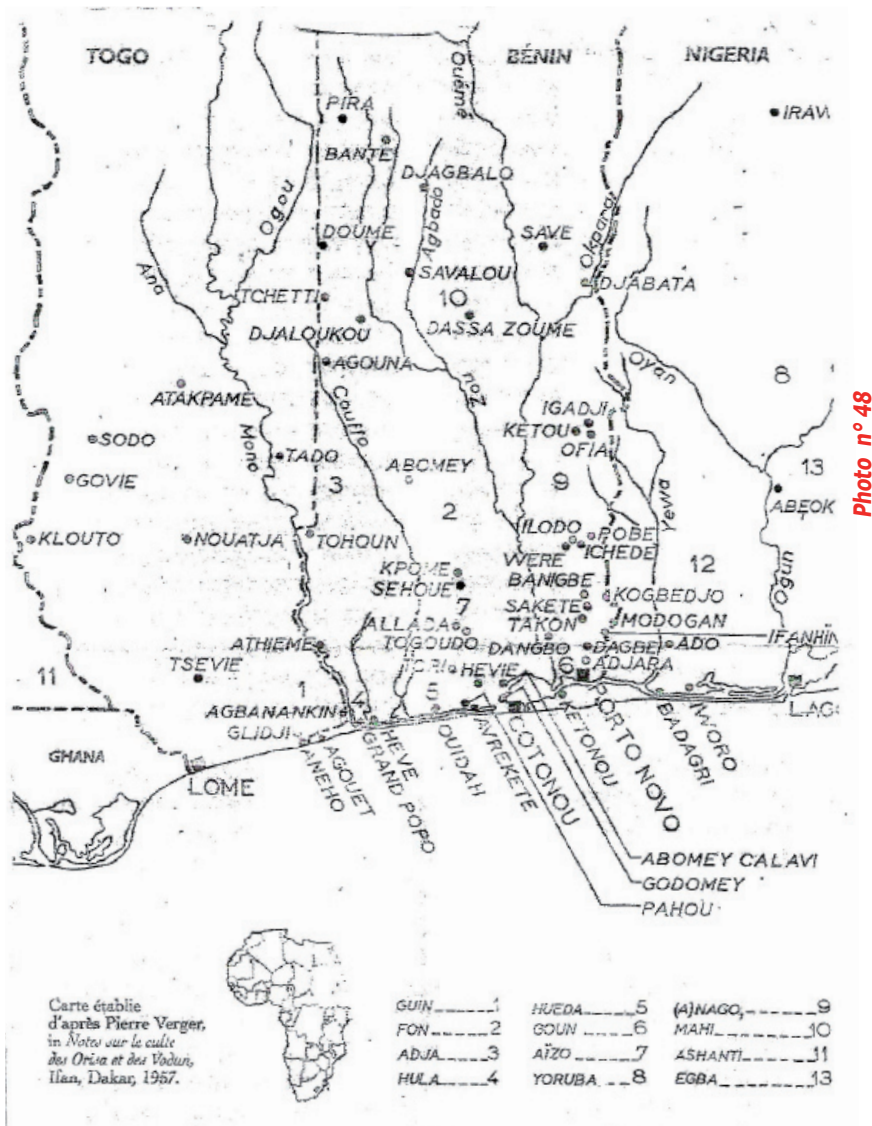 TOGO
BÉNIN
NIGERIA
Ouémé
PIRA
IRAW
BANTE
DJAGBALO
Ogou
Agbado
Okpara
DOUME
SAVE
Ana
SAVALOU
DJABATA
TCHETTI
10
DJALOUKOU
DASSA ZOUME
AGOUNA
Oyan
8
ATAKPAME
Couffo
Zou
IGADJI
Mono
KETOU
SODO
OFIA
TADO
ABOMEY
13
GOVIE
3
9
ABEOK
2
Yewa
ILODO
POBE
KLOUTO
NOUATJA
TOHOUN
WERE
ICHEDE
12
KPOME
BANIGBE
Ogun
SEHOUE
KOGBEDJO
7
SAKETE
ALLADA
TAKON
MODOGAN
TOGOUDO
ATHIEME
DANGBO
DAGBE
ADO
IFANHIN
TORI
HEVIE
6
ADJARA
11
TSEVIE
1
AGBANANKIN
4
5
LAGS
GLIDJI
GHANA
LOME
ANEHO
AGOUET
GRAND POPO
HEVE
OUIDAH
AVREKETE
COTONOU
KETONOU
PORTO NOVO
BADAGRI
IWORO
ABOMEY CALAVI
GODOMEY
PAHOU
Photo n° 48
Carte établie
d'après Pierre Verger,
in Notes sur le culte
des Orisa et des Vodun,
Ifan, Dakar, 1957.
GUIN 1
FON 2
ADJA 3
HULA 4
HUEDA 5
GOUN 6
AÏZO 7
YORUBA 8
(A)NAGO, 9
MAHI 10
ASHANTI 11
EGBA 13